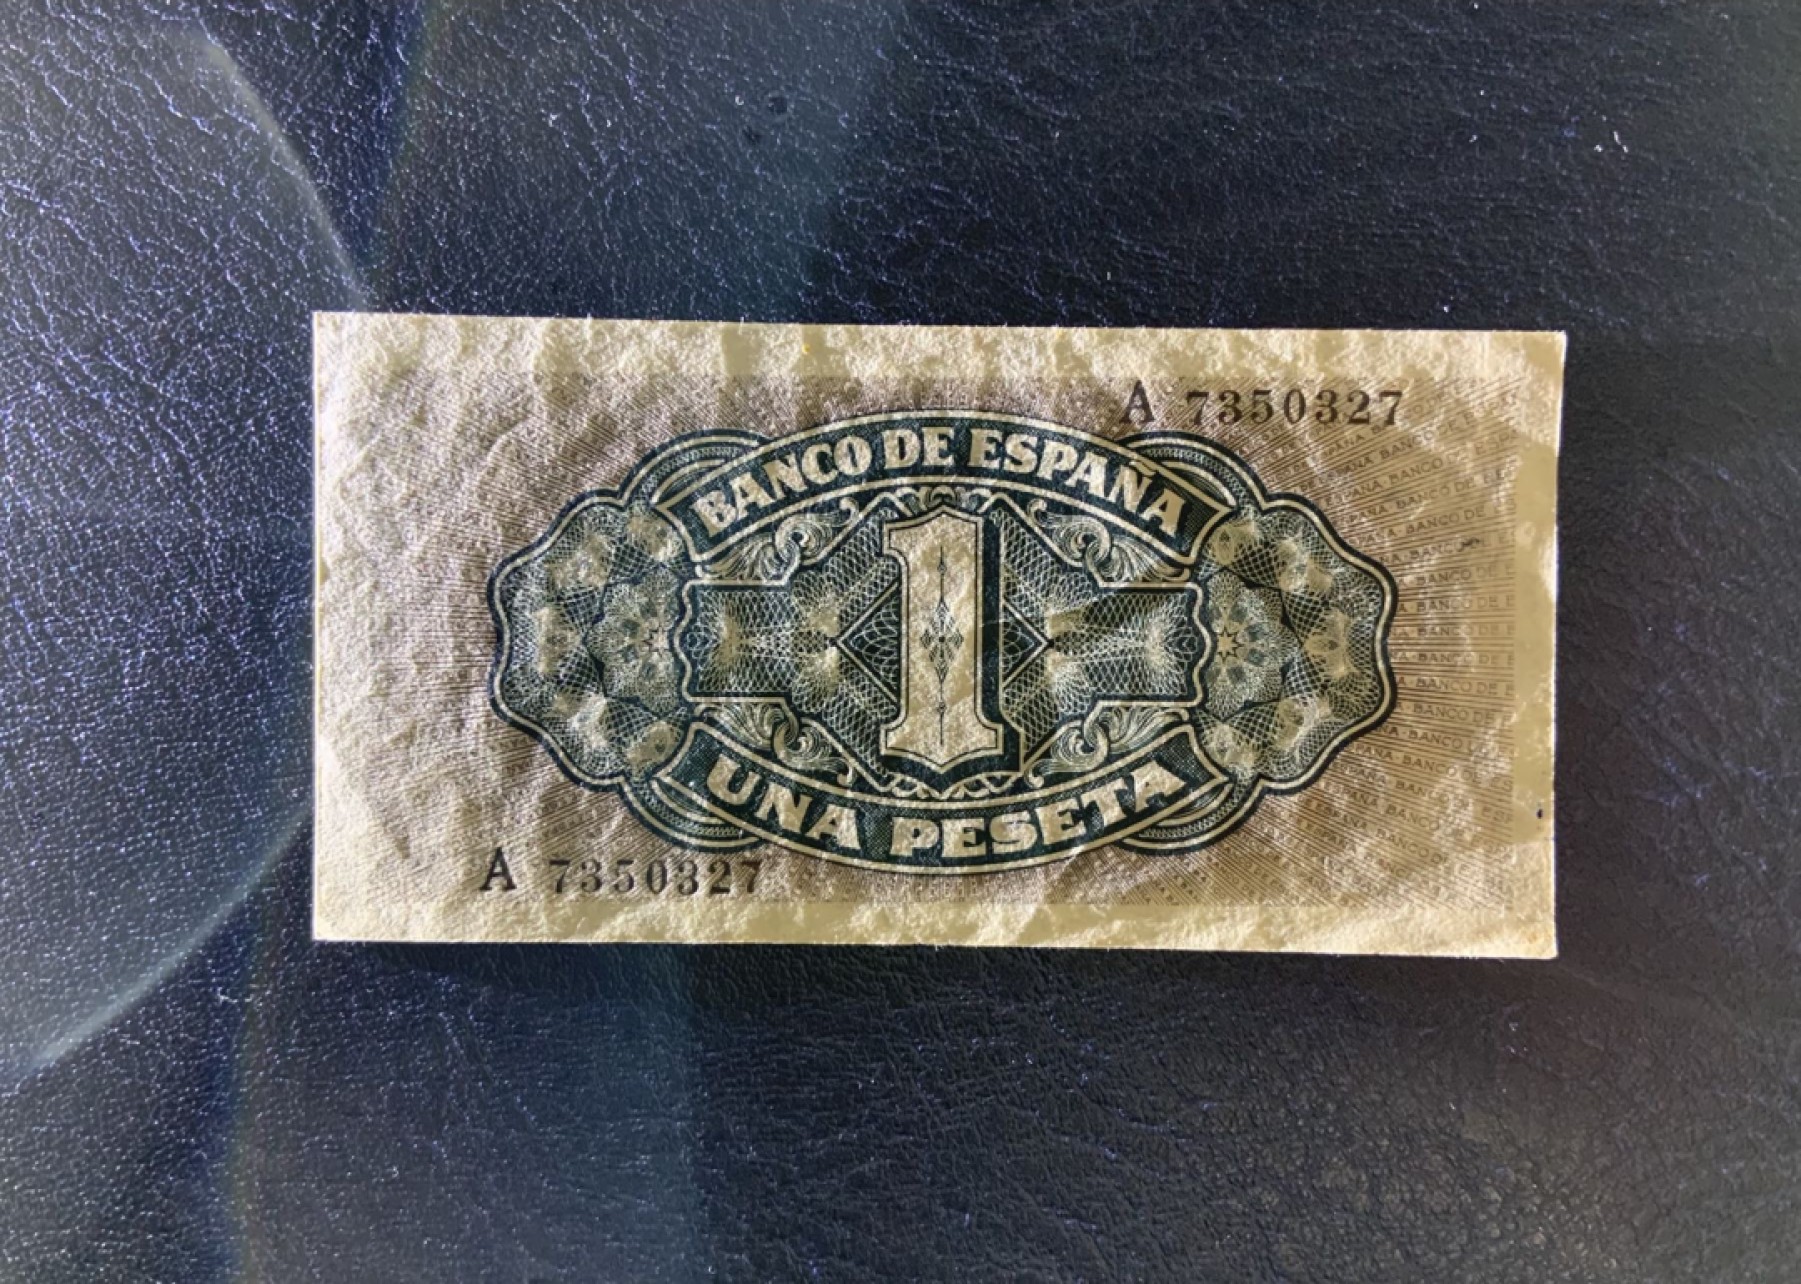 A 7350327
BANCO DE ESPAÑA
1
UNA PESETA
A 7350327